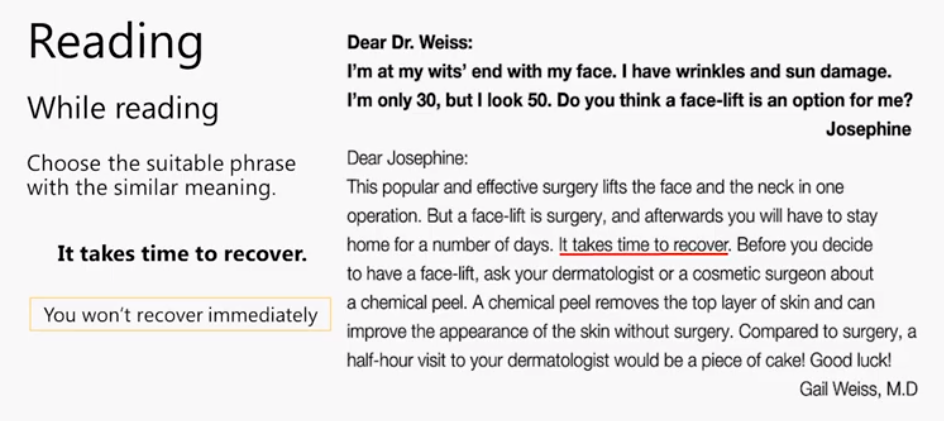 Reading
While reading
Choose the suitable phrase
with the similar meaning.
It takes time to recover.
You won't recover immediately
Dear Dr. Weiss:
I'm at my wits' end with my face. I have wrinkles and sun damage.
I'm only 30, but I look 50. Do you think a face-lift is an option for me?
Josephine
Dear Josephine:
This popular and effective surgery lifts the face and the neck in one
operation. But a face-lift is surgery, and afterwards you will have to stay
home for a number of days. It takes time to recover. Before you decide
to have a face-lift, ask your dermatologist or a cosmetic surgeon about
a chemical peel. A chemical peel removes the top layer of skin and can
improve the appearance of the skin without surgery. Compared to surgery, a
half-hour visit to your dermatologist would be a piece of cake! Good luck!
Gail Weiss, M.D